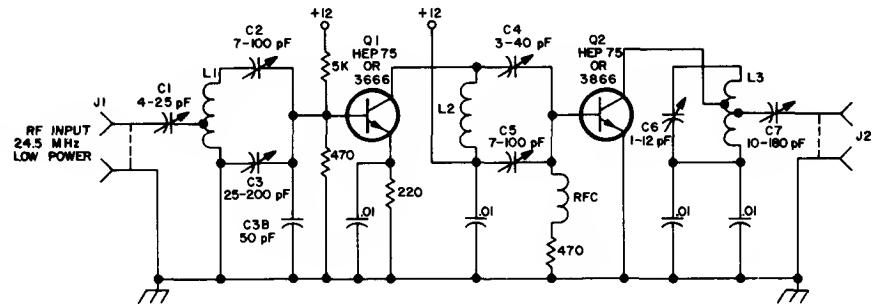 J1
RF INPUT
24.5 MHz
LOW POWER
C1
4-25 pF
L1
C2
7-100 pF
C3
25-200 pF
C3B
50 pF
+12
5K
470
Q1
HEP 75
OR
3666
.01
220
+12
L2
C4
3-40 pF
C5
7-100 pF
.01
RFC
470
Q2
HEP 75
OR
3866
C6
1-12 pF
L3
C7
10-180 pF
J2
.01
.01